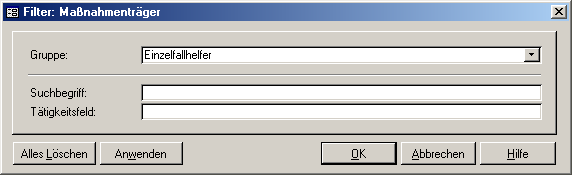 Filter: Maßnahmenträger
Gruppe: Einzelfallhelfer
Suchbegriff:
Tätigkeitsfeld:
Alles Löschen Anwenden OK Abbrechen Hilfe